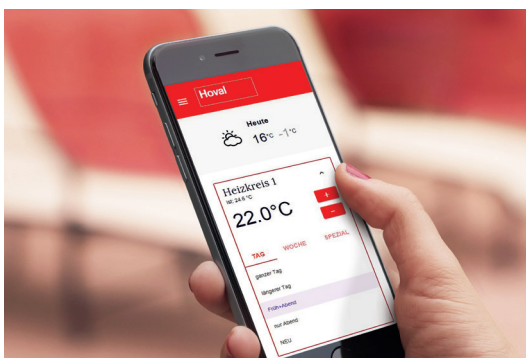 Hoval
Heute
16°C -1°C
Heizkreis 1
Ist: 24.6 °C
22.0°C
+
-
TAG WOCHE SPEZIAL
ganzer Tag
längerer Tag
Früh+Abend
nur Abend
NEU